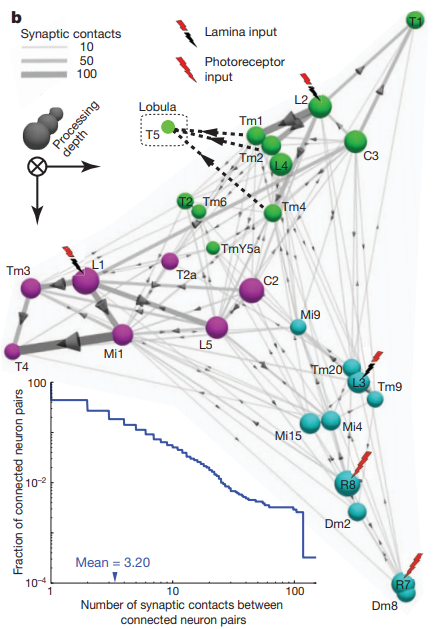 b
Synaptic contacts
10
50
100
Lamina input
Photoreceptor
input
Processing
depth
Lobula
T5
T1
L2
Tm1
Tm2
L4
C3
T2
Tm6
Tm4
TmY5a
L1
Tm3
T2a
C2
Mi9
T4
Mi1
L5
Tm20
L3
Tm9
Mi15
Mi4
R8
Dm2
R7
Dm8
Fraction of connected neuron pairs
100
10⁻²
10⁻⁴
Mean = 3.20
1
10
100
Number of synaptic contacts between
connected neuron pairs